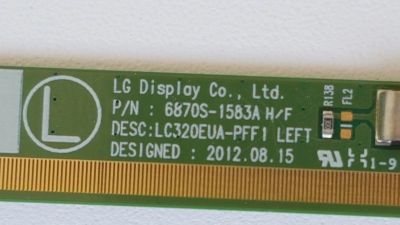 LG Display Co., Ltd.
P/N : 6870S-1583A H/F
DESC:LC320EUA-PFF1 LEFT
DESIGNED : 2012.08.15
L
R138
FL2